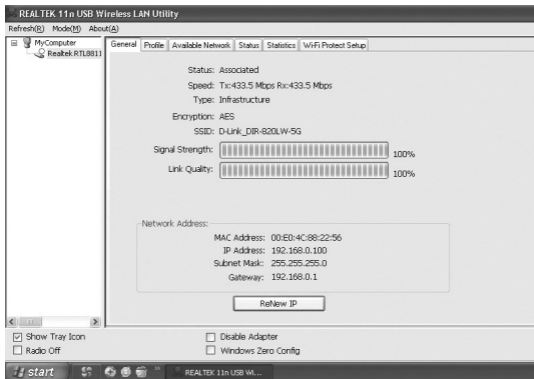 REALTEK 11n USB Wireless LAN Utility
Refresh(R) Mode(M) About(A)
MyComputer
Realtek RTL8811
General Profile Available Network Status Statistics Wi-Fi Protect Setup
Status: Associated
Speed: Tx:433.5 Mbps Rx:433.5 Mbps
Type: Infrastructure
Encryption: AES
SSID: D-Link_DIR-820LW-5G
Signal Strength: 100%
Link Quality: 100%
Network Address:
MAC Address: 00:E0:4C:88:22:56
IP Address: 192.168.0.100
Subnet Mask: 255.255.255.0
Gateway: 192.168.0.1
ReNew IP
Show Tray Icon
Disable Adapter
Radio Off
Windows Zero Config
start
REALTEK 11n USB Wi...